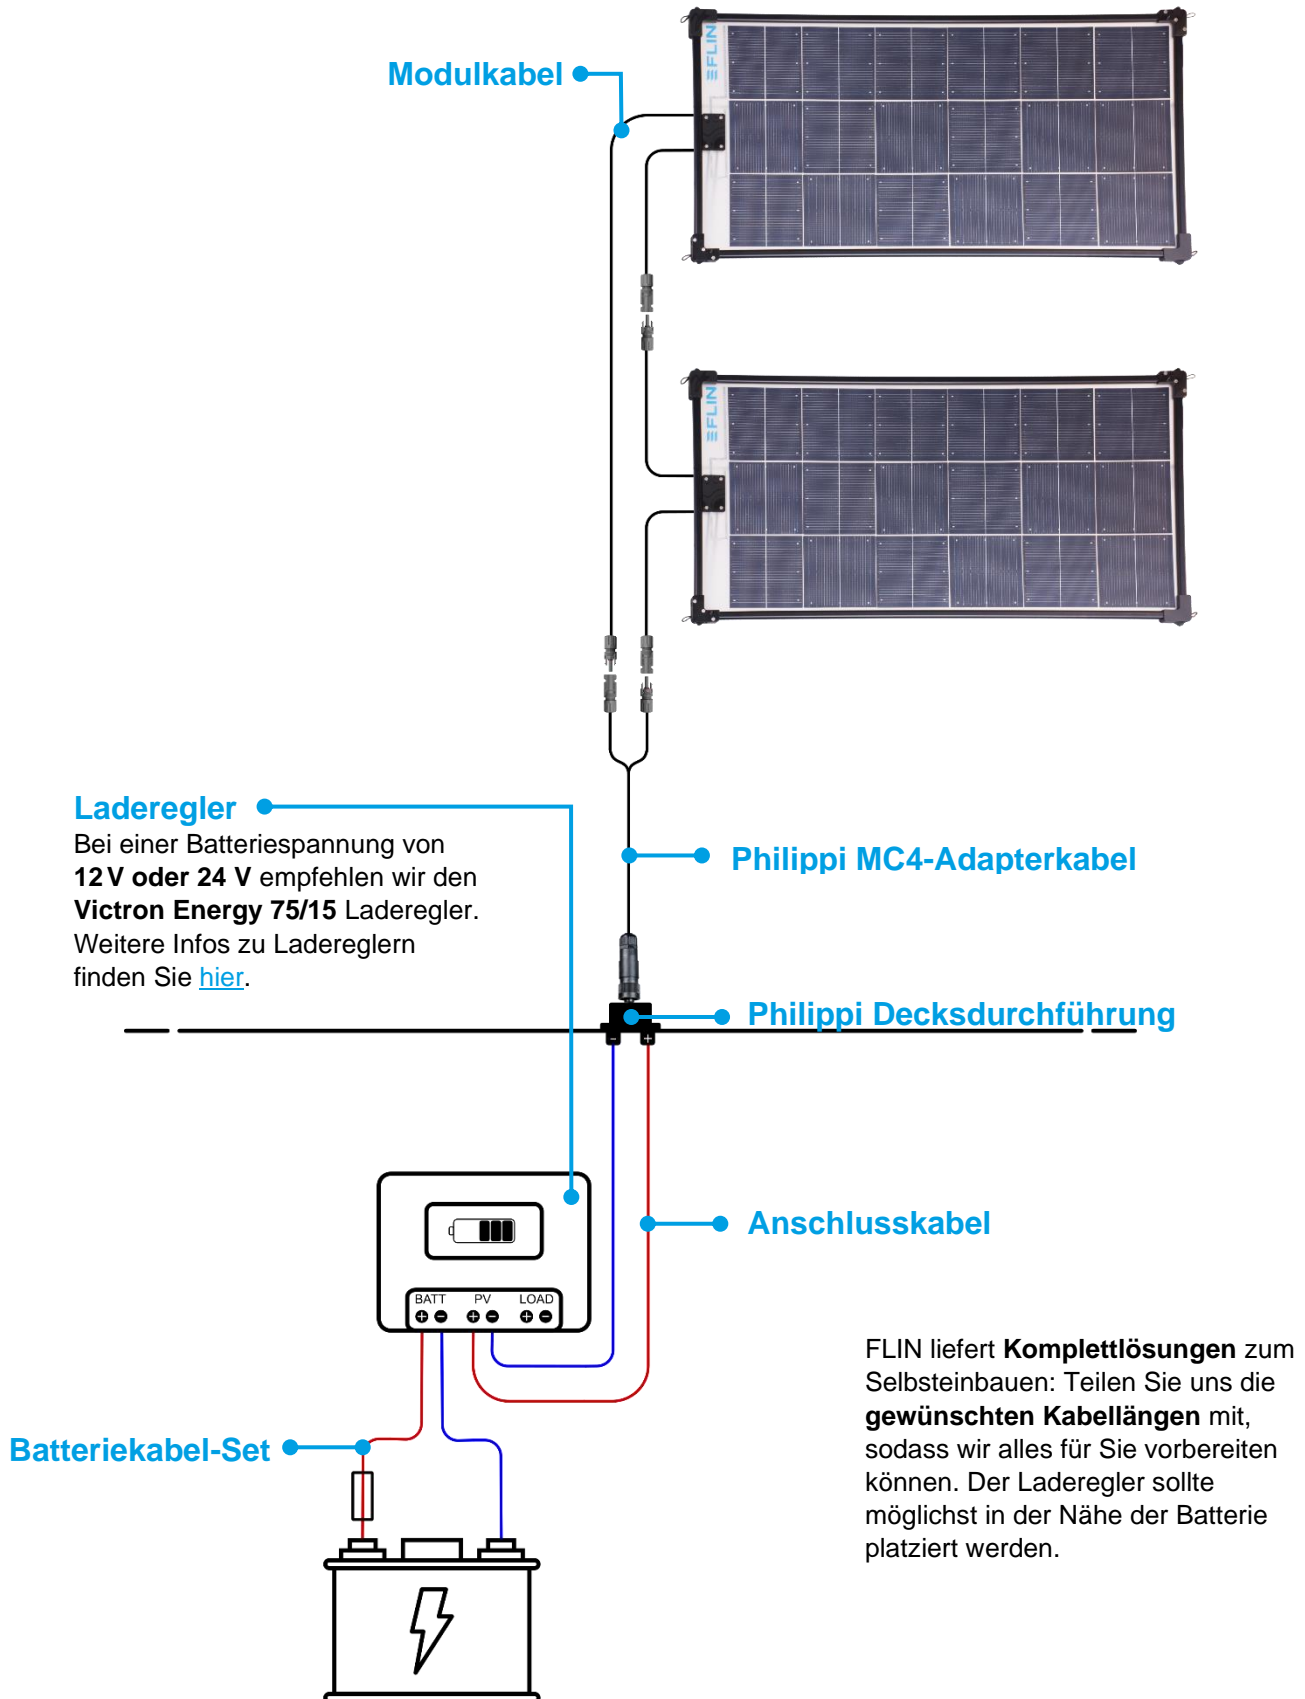 FLIN
Modulkabel
FLIN
Laderegler
Bei einer Batteriespannung von
12 V oder 24 V empfehlen wir den
Victron Energy 75/15 Laderegler.
Weitere Infos zu Ladereglern
finden Sie hier.
Philippi MC4-Adapterkabel
Philippi Decksdurchführung
- +
Anschlusskabel
BATT PV LOAD
+ - + - + -
FLIN liefert Komplettlösungen zum
Selbsteinbauen: Teilen Sie uns die
gewünschten Kabellängen mit,
sodass wir alles für Sie vorbereiten
können. Der Laderegler sollte
möglichst in der Nähe der Batterie
platziert werden.
Batteriekabel-Set